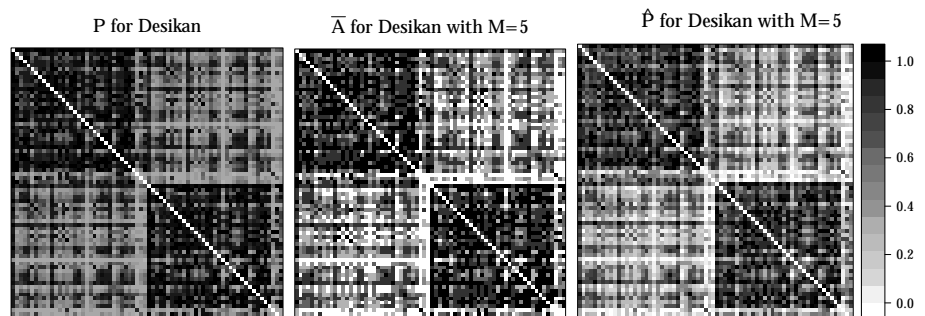 P for Desikan
A̅ for Desikan with M=5
P̂ for Desikan with M=5
1.0
0.8
0.6
0.4
0.2
0.0